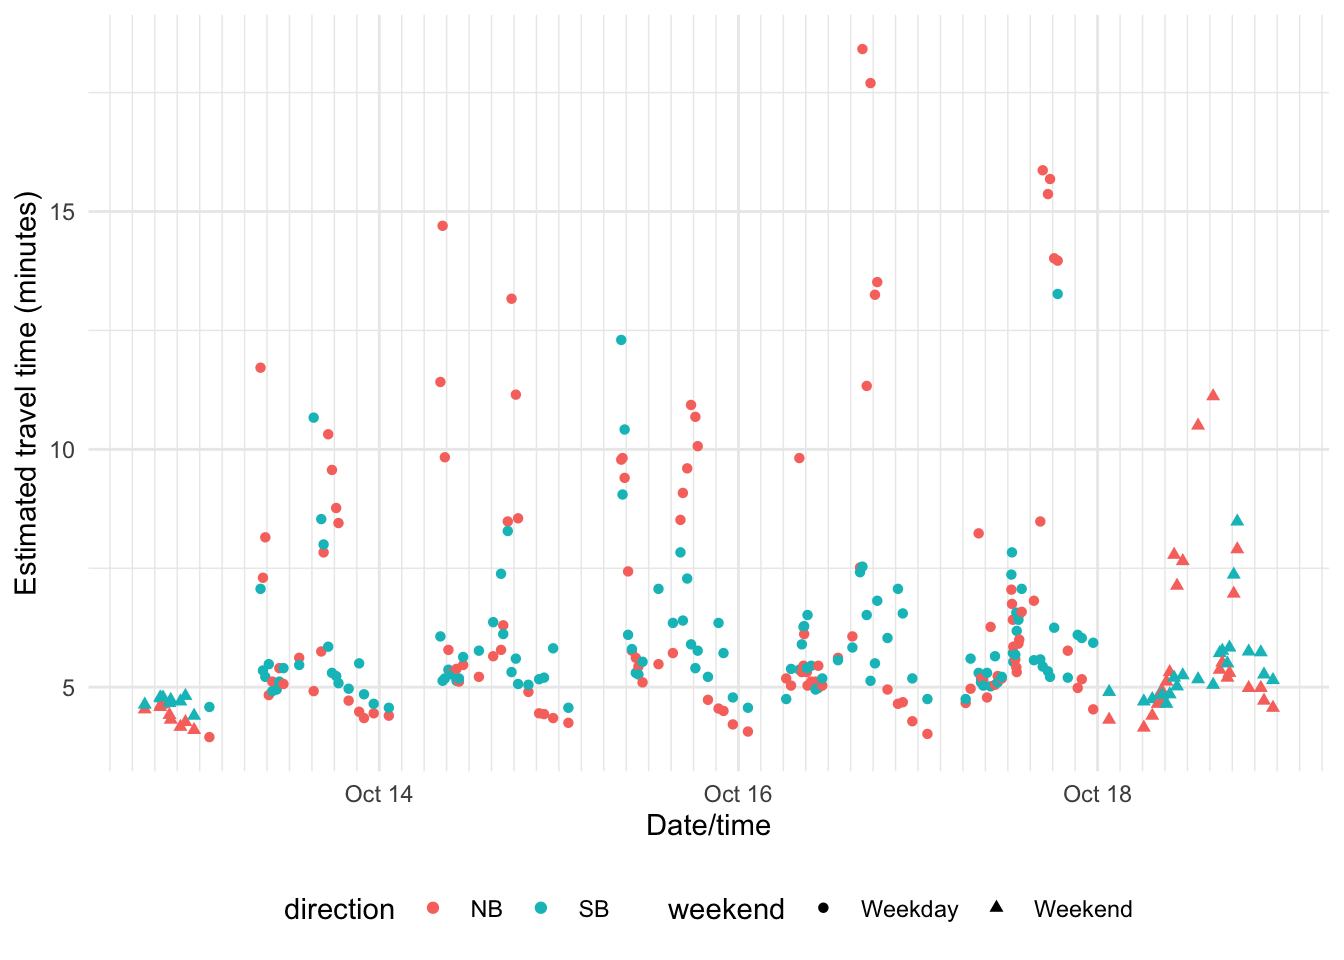 Estimated travel time (minutes)
15
10
5
Oct 14 Oct 16 Oct 18
Date/time
direction NB SB weekend Weekday Weekend